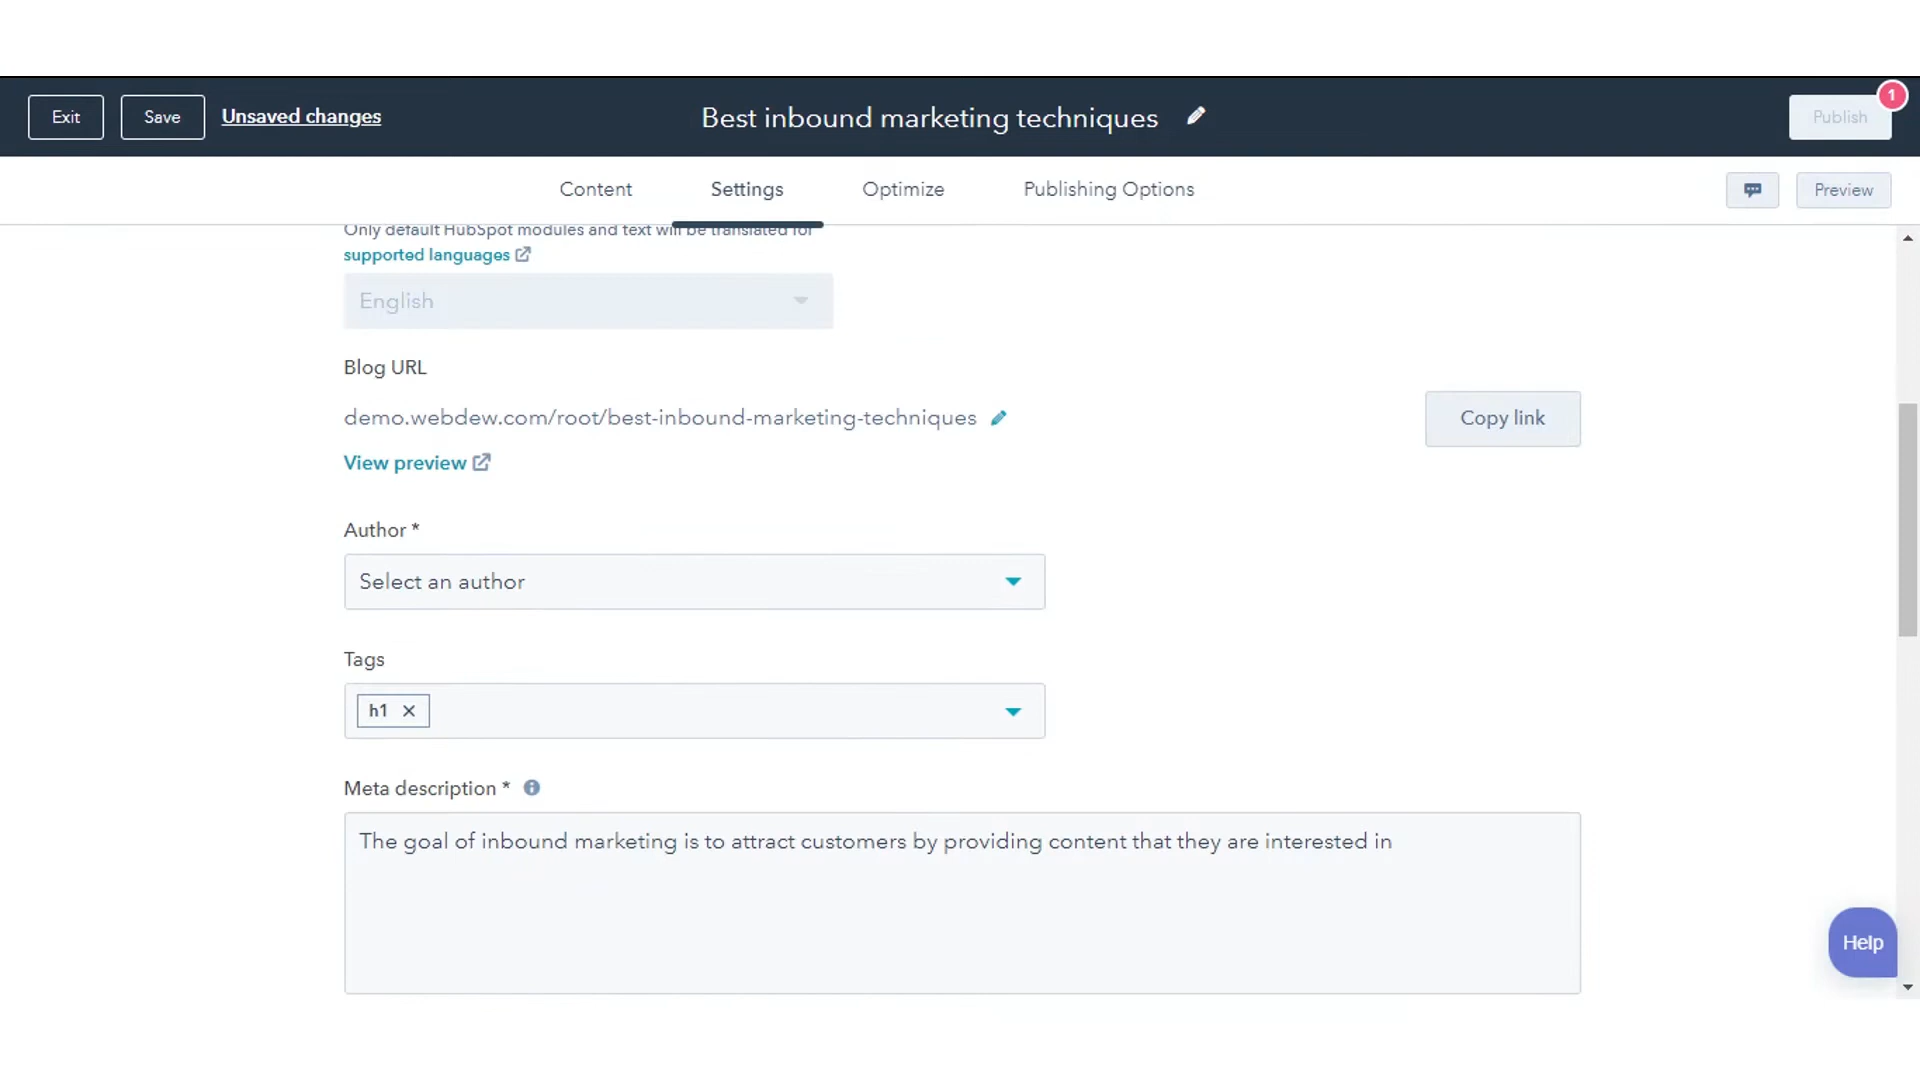 Exit
Save
Unsaved changes
Best inbound marketing techniques
Publish
1
Content
Settings
Optimize
Publishing Options
Preview
Only default HubSpot modules and text will be translated for
supported languages
English
Blog URL
demo.webdew.com/root/best-inbound-marketing-techniques
Copy link
View preview
Author *
Select an author
Tags
h1
Meta description *
The goal of inbound marketing is to attract customers by providing content that they are interested in
Help